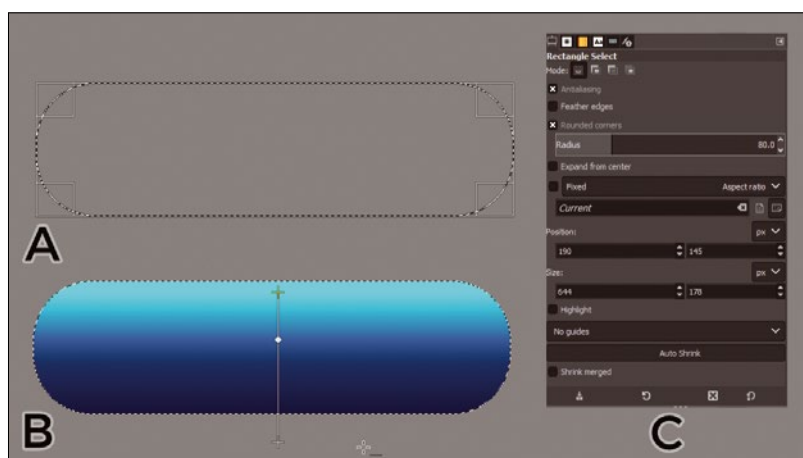 A
B
Rectangle Select
Mode:
Antialiasing
Feather edges
Rounded corners
Radius 80.0
Expand from center
Fixed Aspect ratio
Current
Position: px
190 145
Size: px
644 178
Highlight
No guides
Auto Shrink
Shrink merged
C